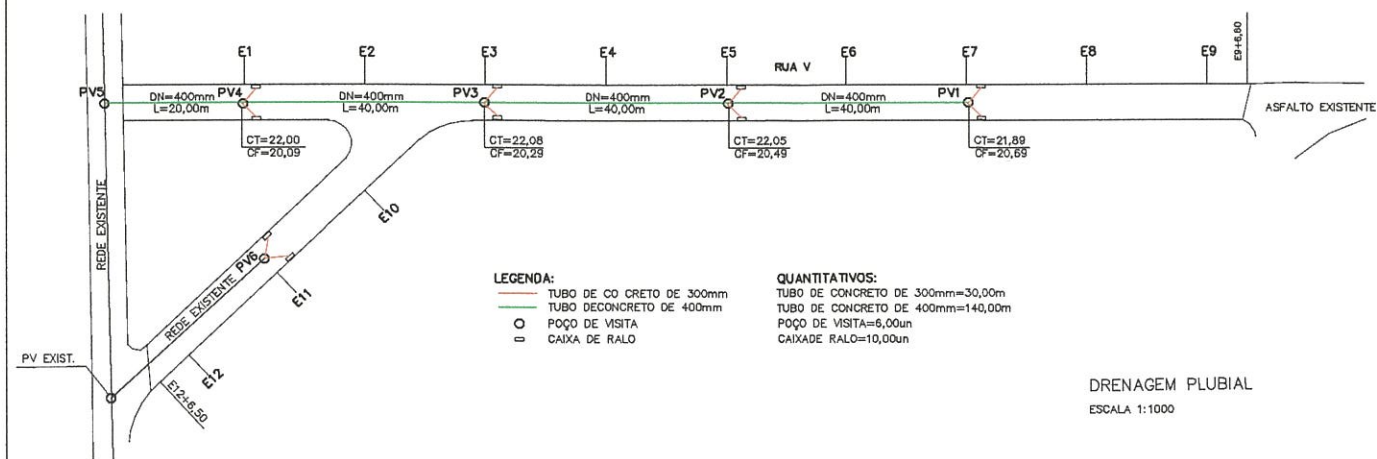 E1
E2
E3
E4
E5
E6
E7
E8
E9
E9+6,80
RUA V
PV5
DN=400mm
L=20,00m
PV4
DN=400mm
L=40,00m
PV3
DN=400mm
L=40,00m
PV2
DN=400mm
L=40,00m
PV1
ASFALTO EXISTENTE
CT=22,00
CF=20,09
CT=22,08
CF=20,29
CT=22,05
CF=20,49
CT=21,89
CF=20,69
REDE EXISTENTE
E10
PV6
REDE EXISTENTE
E11
E12
E12+6,50
PV EXIST.
LEGENDA:
TUBO DE CO CRETO DE 300mm
TUBO DECONCRETO DE 400mm
POÇO DE VISITA
CAIXA DE RALO
QUANTITATIVOS:
TUBO DE CONCRETO DE 300mm=30,00m
TUBO DE CONCRETO DE 400mm=140,00m
POÇO DE VISITA=6,00un
CAIXADE RALO=10,00un
DRENAGEM PLUBIAL
ESCALA 1:1000